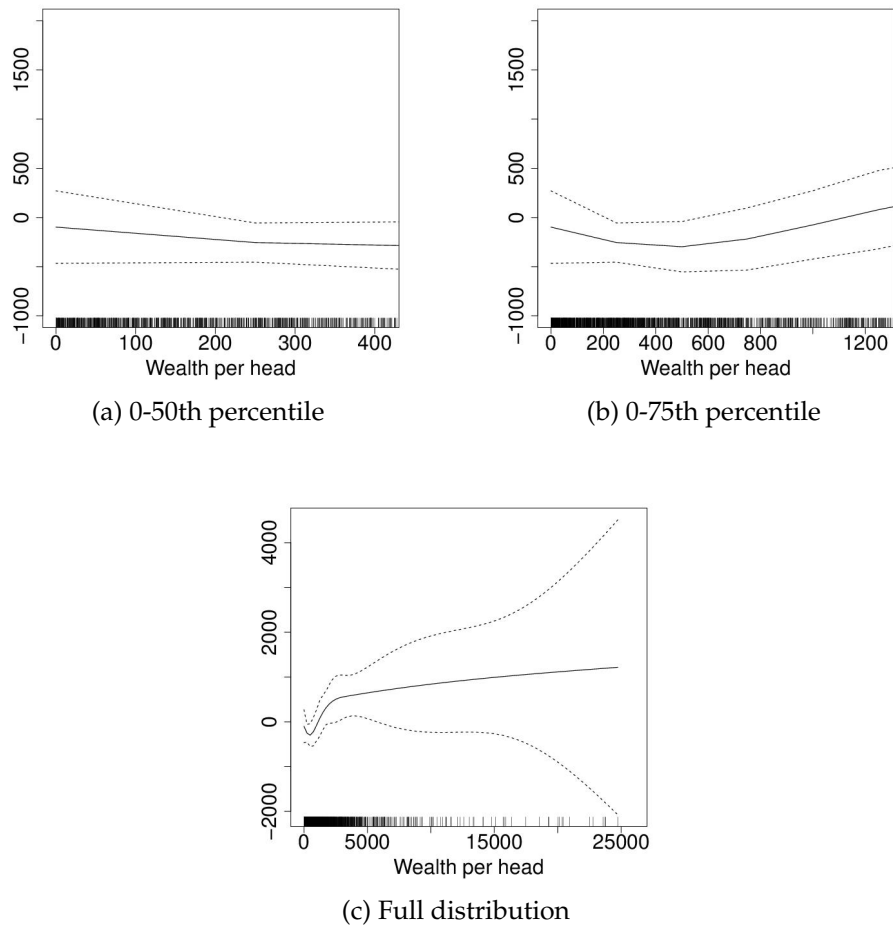 1500
500
0
−1000
0 100 200 300 400
Wealth per head
(a) 0-50th percentile
1500
500
0
−1000
0 200 400 600 800 1200
Wealth per head
(b) 0-75th percentile
4000
2000
0
−2000
0 5000 15000 25000
Wealth per head
(c) Full distribution